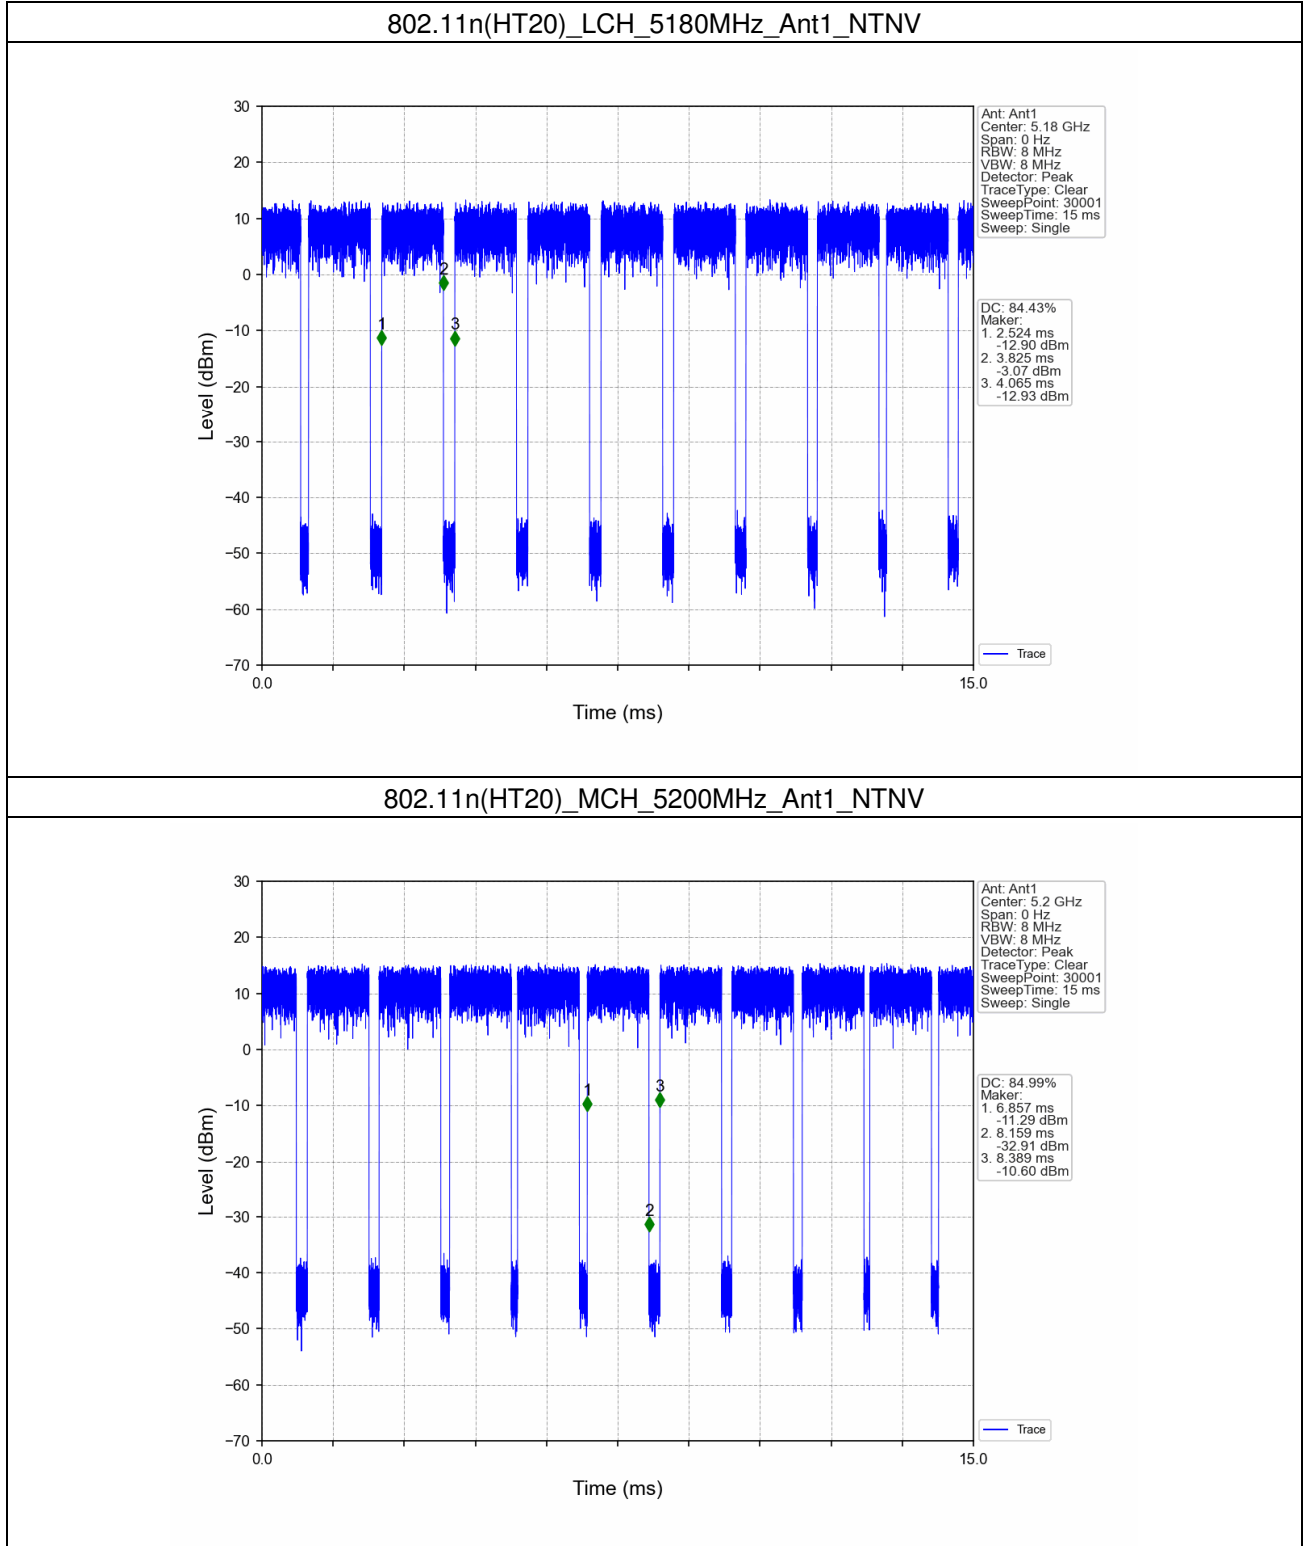 802.11n(HT20)_LCH_5180MHz_Ant1_NTNV
30
20
10
0
−10
−20
−30
−40
−50
−60
−70
Level (dBm)
0.0
15.0
Time (ms)
1
2
3
Ant: Ant1
Center: 5.18 GHz
Span: 0 Hz
RBW: 8 MHz
VBW: 8 MHz
Detector: Peak
TraceType: Clear
SweepPoint: 30001
SweepTime: 15 ms
Sweep: Single
DC: 84.43%
Maker:
1. 2.524 ms
-12.90 dBm
2. 3.825 ms
-3.07 dBm
3. 4.065 ms
-12.93 dBm
Trace
802.11n(HT20)_MCH_5200MHz_Ant1_NTNV
30
20
10
0
−10
−20
−30
−40
−50
−60
−70
Level (dBm)
0.0
15.0
Time (ms)
1
2
3
Ant: Ant1
Center: 5.2 GHz
Span: 0 Hz
RBW: 8 MHz
VBW: 8 MHz
Detector: Peak
TraceType: Clear
SweepPoint: 30001
SweepTime: 15 ms
Sweep: Single
DC: 84.99%
Maker:
1. 6.857 ms
-11.29 dBm
2. 8.159 ms
-32.91 dBm
3. 8.389 ms
-10.60 dBm
Trace